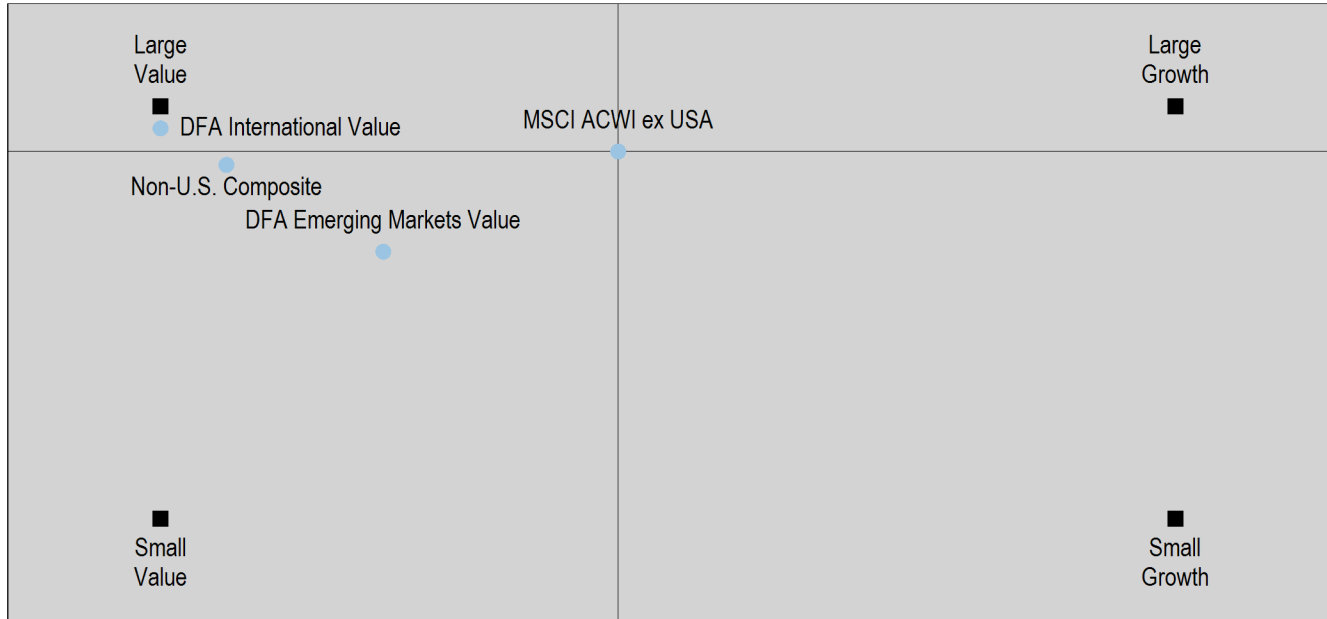 Large
Value
Large
Growth
DFA International Value
MSCI ACWI ex USA
Non-U.S. Composite
DFA Emerging Markets Value
Small
Value
Small
Growth